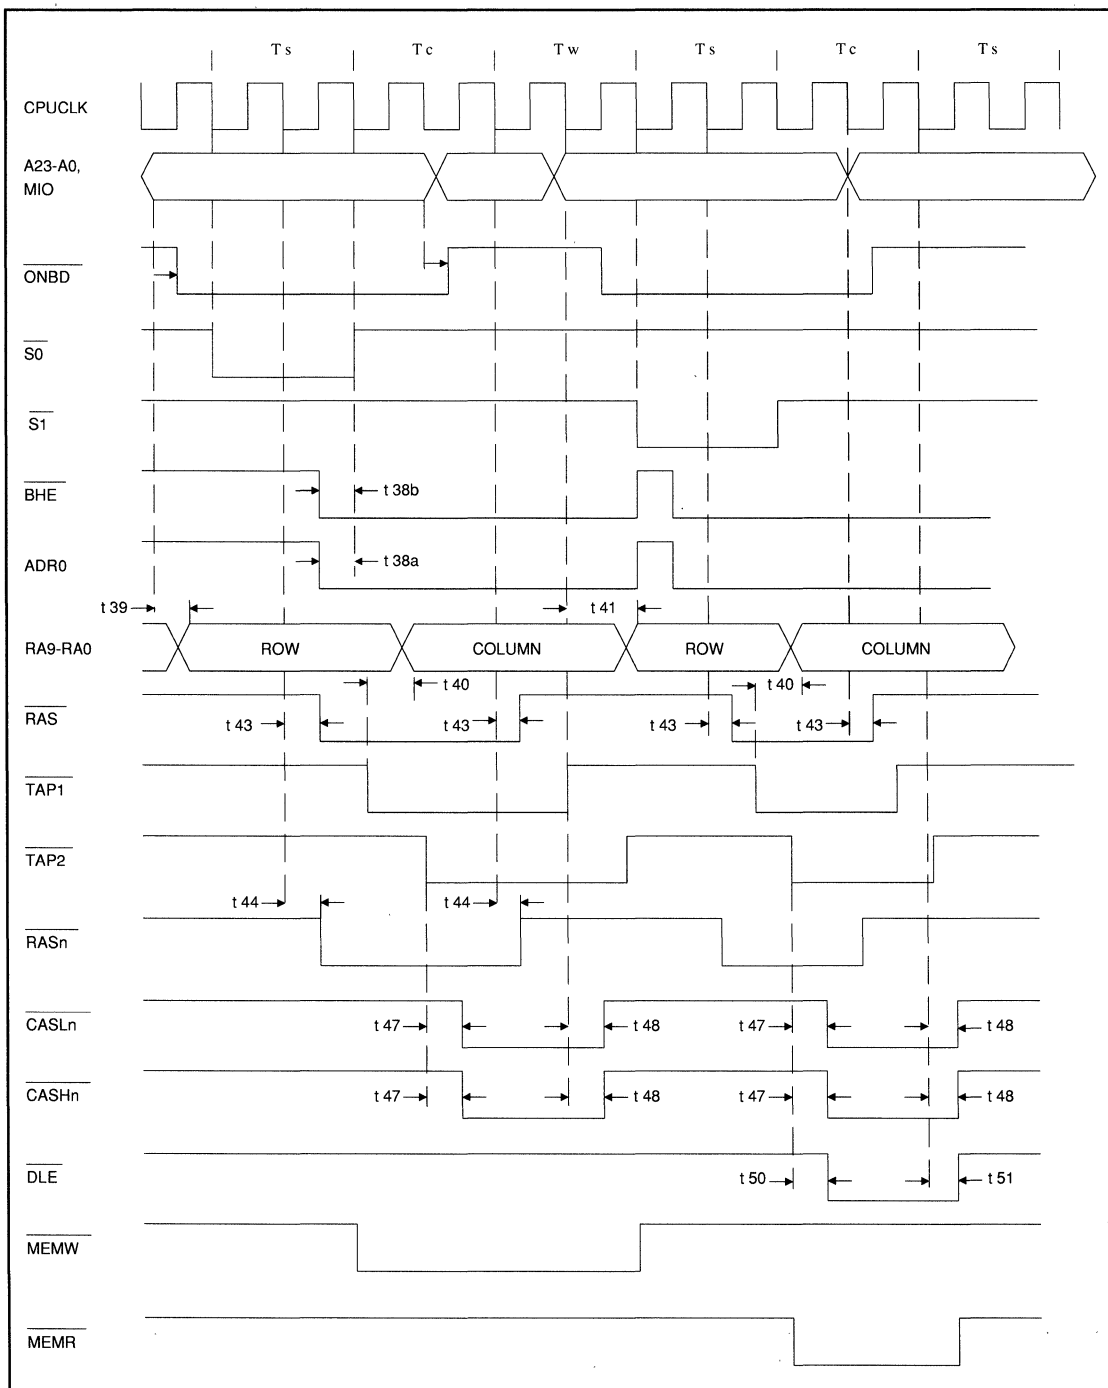 Ts Tc Tw Ts Tc Ts
CPUCLK
A23-A0,
MIO
ONBD
S0
S1
BHE
t 38b
ADR0
t 38a
t 39
t 41
RA9-RA0
ROW COLUMN ROW COLUMN
t 40 t 40
RAS
t 43 t 43 t 43 t 43
TAP1
TAP2
t 44 t 44
RASn
CASLn
t 47 t 48 t 47 t 48
CASHn
t 47 t 48 t 47 t 48
DLE
t 50 t 51
MEMW
MEMR